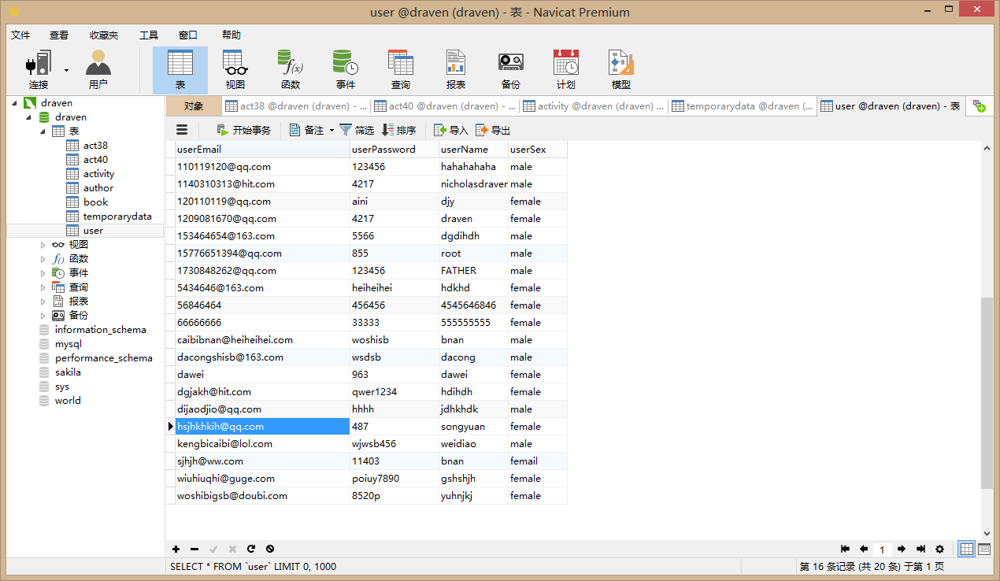 user @draven (draven) - 表 - Navicat Premium
文件 查看 收藏夹 工具 窗口 帮助
连接 用户 表 视图 函数 事件 查询 报表 备份 计划 模型
对象 act38 @draven (draven) - ... act40 @draven (draven) - ... activity @draven (draven) ... temporarydata @draven (... user @draven (draven) - 表
开始事务 备注 筛选 排序 导入 导出
draven
draven
表
act38
act40
activity
author
book
temporarydata
user
视图
函数
事件
查询
报表
备份
information_schema
mysql
performance_schema
sakila
sys
world
userEmail userPassword userName userSex
110119120@qq.com 123456 hahahahaha male
1140310313@hit.com 4217 nicholasdraven male
120110119@qq.com aini djy female
1209081670@qq.com 4217 draven female
153464654@163.com 5566 dgdihdh male
15776651394@qq.com 855 root male
1730848262@qq.com 123456 FATHER male
5434646@163.com heiheihei hdkhd female
56846464 456456 4545646846 female
66666666 33333 555555555 female
caibibnan@heiheihei.com woshisb bnan male
dacongshisb@163.com wsdsb dacong male
dawei 963 dawei female
dgjakh@hit.com qwer1234 hdihdh female
dijaodjio@qq.com hhhh jdhkhdk male
hsjhkhkih@qq.com 487 songyuan female
kengbicaibi@lol.com wjwsb456 weidiao male
sjhjh@ww.com 11403 bnan femail
wiuhiuqhi@guge.com poiuy7890 gshshjh female
woshibigsb@doubi.com 8520p yuhnjkj female
1
SELECT * FROM `user` LIMIT 0, 1000 第 16 条记录 (共 20 条) 于第 1 页